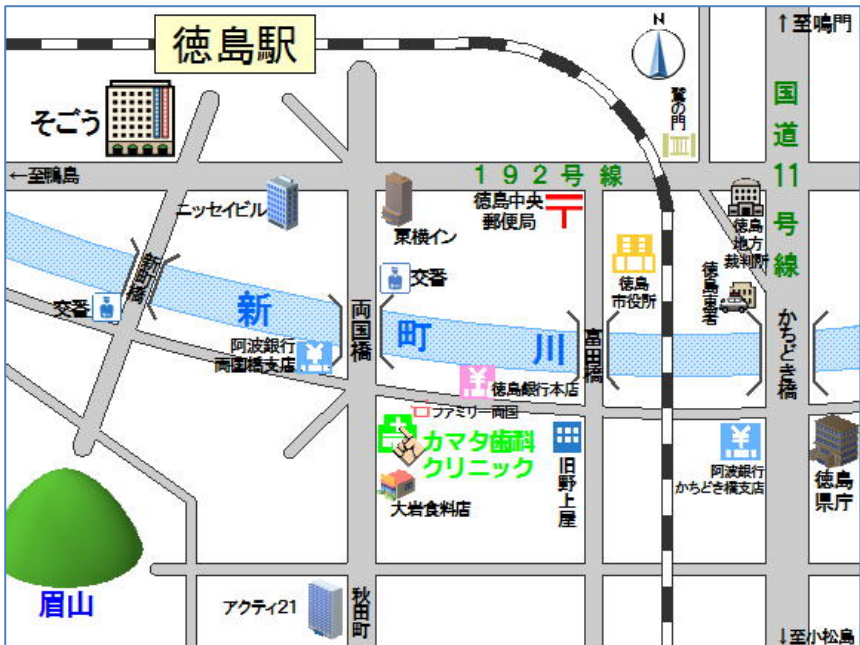 徳島駅
N
↑至鳴門
そごう
鷲の門
国道11号線
←至鴨島
192号線
ニッセイビル
東横イン
徳島中央
郵便局
徳島
地方
裁判所
徳島
市役所
徳島東署
新町橋
交番
交番
新町川
両国橋
富田橋
かちどき橋
阿波銀行
両国橋支店
徳島銀行本店
ファミリー両国
カマタ歯科
クリニック
旧野上屋
大岩食料店
阿波銀行
かちどき橋支店
徳島
県庁
眉山
アクティ21
秋田町
↓至小松島